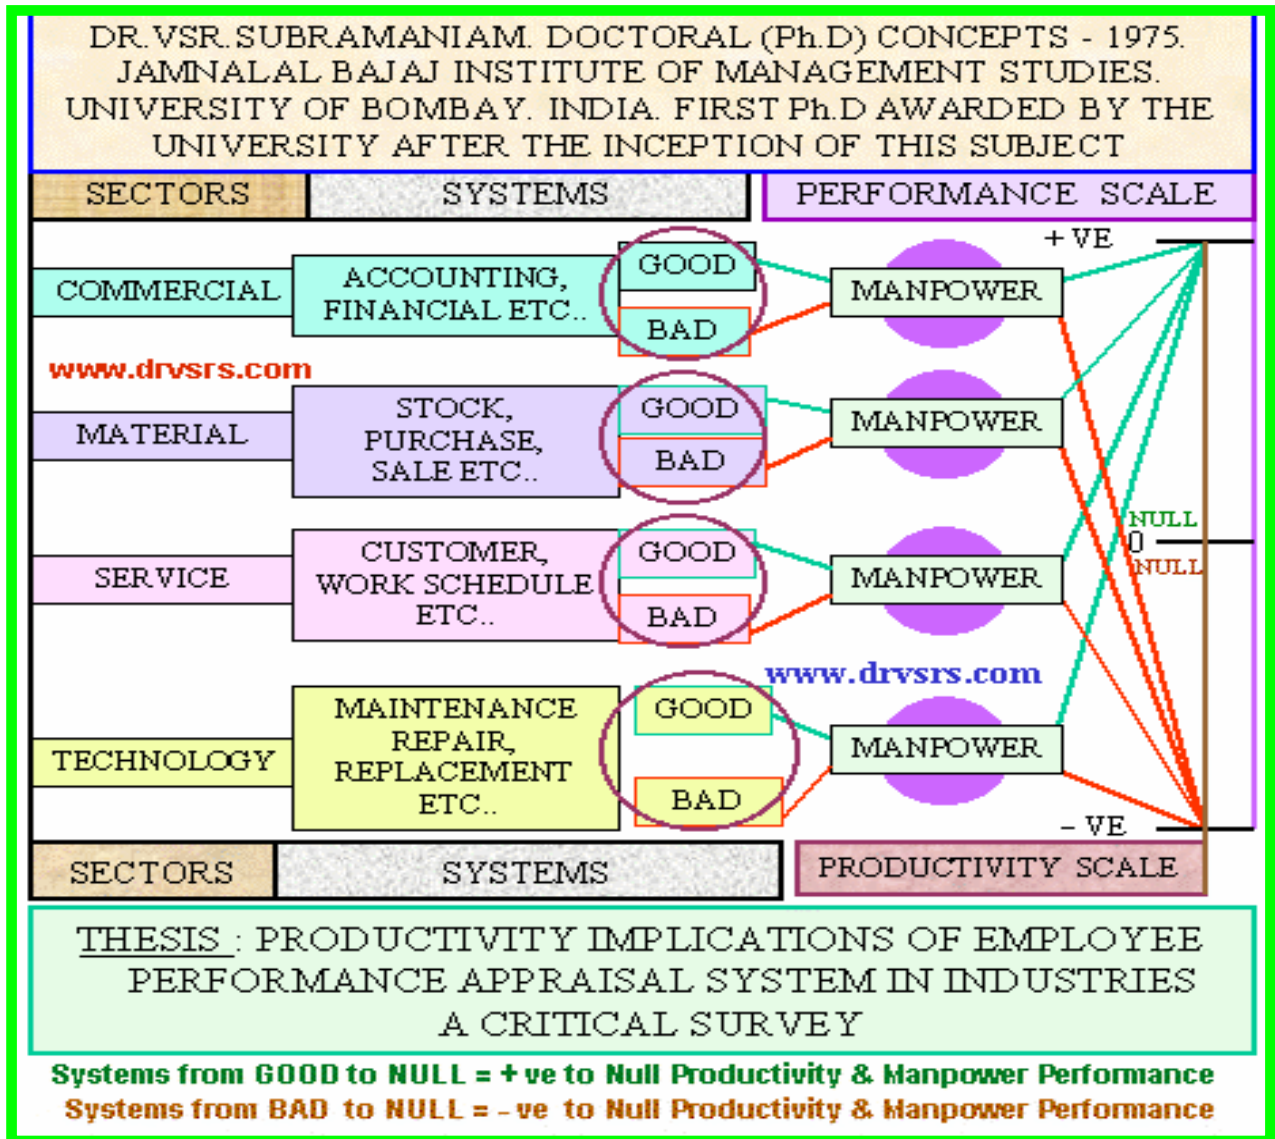 DR.VSR.SUBRAMANIAM. DOCTORAL (Ph.D) CONCEPTS - 1975.
JAMNALAL BAJAJ INSTITUTE OF MANAGEMENT STUDIES.
UNIVERSITY OF BOMBAY. INDIA. FIRST Ph.D AWARDED BY THE
UNIVERSITY AFTER THE INCEPTION OF THIS SUBJECT
SECTORS
SYSTEMS
PERFORMANCE SCALE
+ VE
COMMERCIAL
ACCOUNTING,
FINANCIAL ETC..
GOOD
BAD
MANPOWER
www.drvsrs.com
MATERIAL
STOCK,
PURCHASE,
SALE ETC..
GOOD
BAD
MANPOWER
NULL
0
NULL
SERVICE
CUSTOMER,
WORK SCHEDULE
ETC..
GOOD
BAD
MANPOWER
www.drvsrs.com
TECHNOLOGY
MAINTENANCE
REPAIR,
REPLACEMENT
ETC..
GOOD
BAD
MANPOWER
- VE
SECTORS
SYSTEMS
PRODUCTIVITY SCALE
THESIS : PRODUCTIVITY IMPLICATIONS OF EMPLOYEE
PERFORMANCE APPRAISAL SYSTEM IN INDUSTRIES
A CRITICAL SURVEY
Systems from GOOD to NULL = + ve to Null Productivity & Manpower Performance
Systems from BAD to NULL = - ve to Null Productivity & Manpower Performance